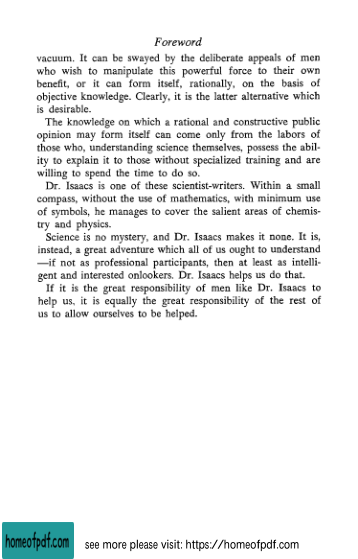 Foreword
vacuum. It can be swayed by the deliberate appeals of men
who wish to manipulate this powerful force to their own
benefit, or it can form itself, rationally, on the basis of
objective knowledge. Clearly, it is the latter alternative which
is desirable.
The knowledge on which a rational and constructive public
opinion may form itself can come only from the labors of
those who, understanding science themselves, possess the abil-
ity to explain it to those without specialized training and are
willing to spend the time to do so.
Dr. Isaacs is one of these scientist-writers. Within a small
compass, without the use of mathematics, with minimum use
of symbols, he manages to cover the salient areas of chemis-
try and physics.
Science is no mystery, and Dr. Isaacs makes it none. It is,
instead, a great adventure which all of us ought to understand
—if not as professional participants, then at least as intelli-
gent and interested onlookers. Dr. Isaacs helps us do that.
If it is the great responsibility of men like Dr. Isaacs to
help us, it is equally the great responsibility of the rest of
us to allow ourselves to be helped.
homeofpdf.com
see more please visit: https://homeofpdf.com